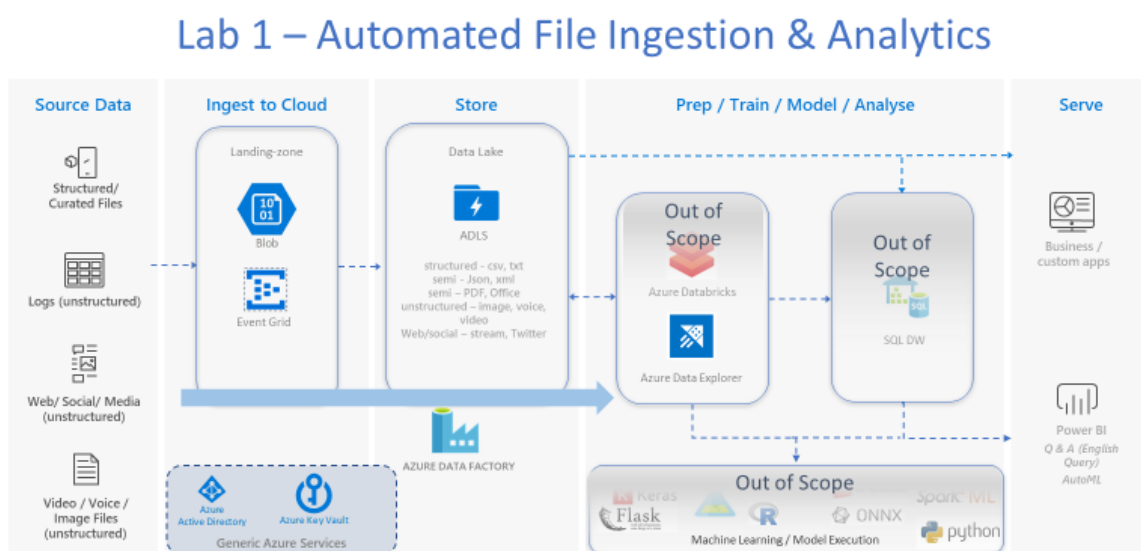 Lab 1 – Automated File Ingestion & Analytics
Source Data
Structured/
Curated Files
Logs (unstructured)
Web/ Social/ Media
(unstructured)
Video / Voice /
Image Files
(unstructured)
Ingest to Cloud
Landing-zone
10
01
Blob
Event Grid
Azure
Active Directory
Azure Key Vault
Generic Azure Services
Store
Data Lake
ADLS
structured - csv, txt
semi - Json, xml
semi – PDF, Office
unstructured – image, voice,
video
Web/social – stream, Twitter
AZURE DATA FACTORY
Prep / Train / Model / Analyse
Out of
Scope
Azure Databricks
Azure Data Explorer
Out of
Scope
SQL
SQL DW
Out of Scope
Keras
Flask
R
ONNX
Spark ML
python
Machine Learning / Model Execution
Serve
Business /
custom apps
Power BI
Q & A (English
Query)
AutoML